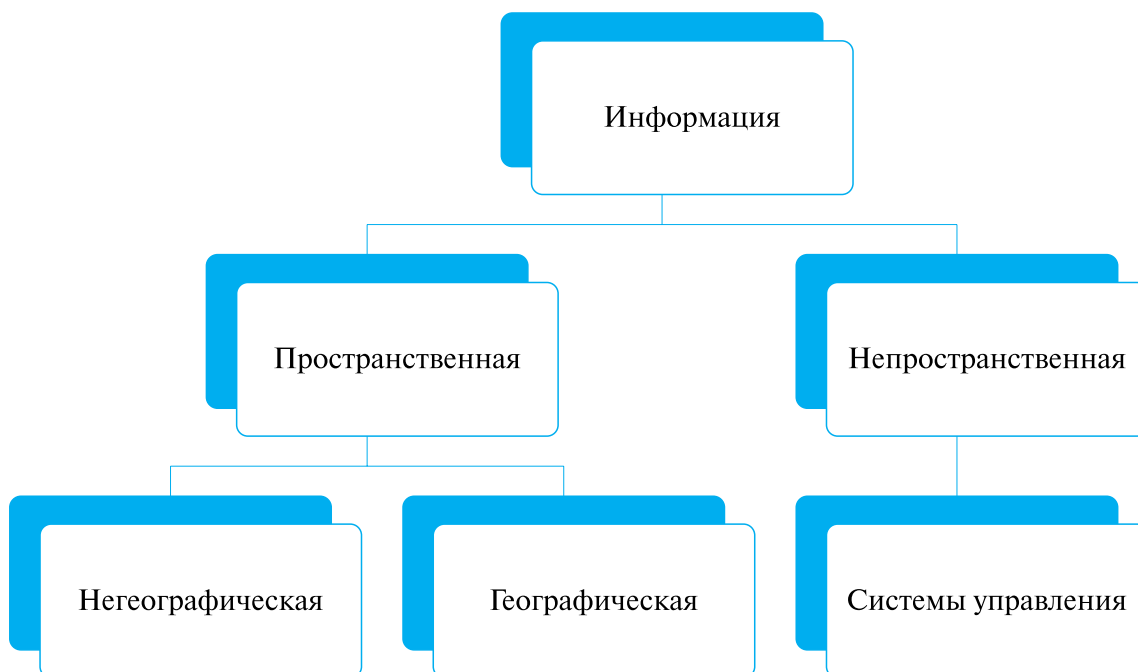 Информация
Пространственная
Непространственная
Негеографическая
Географическая
Системы управления